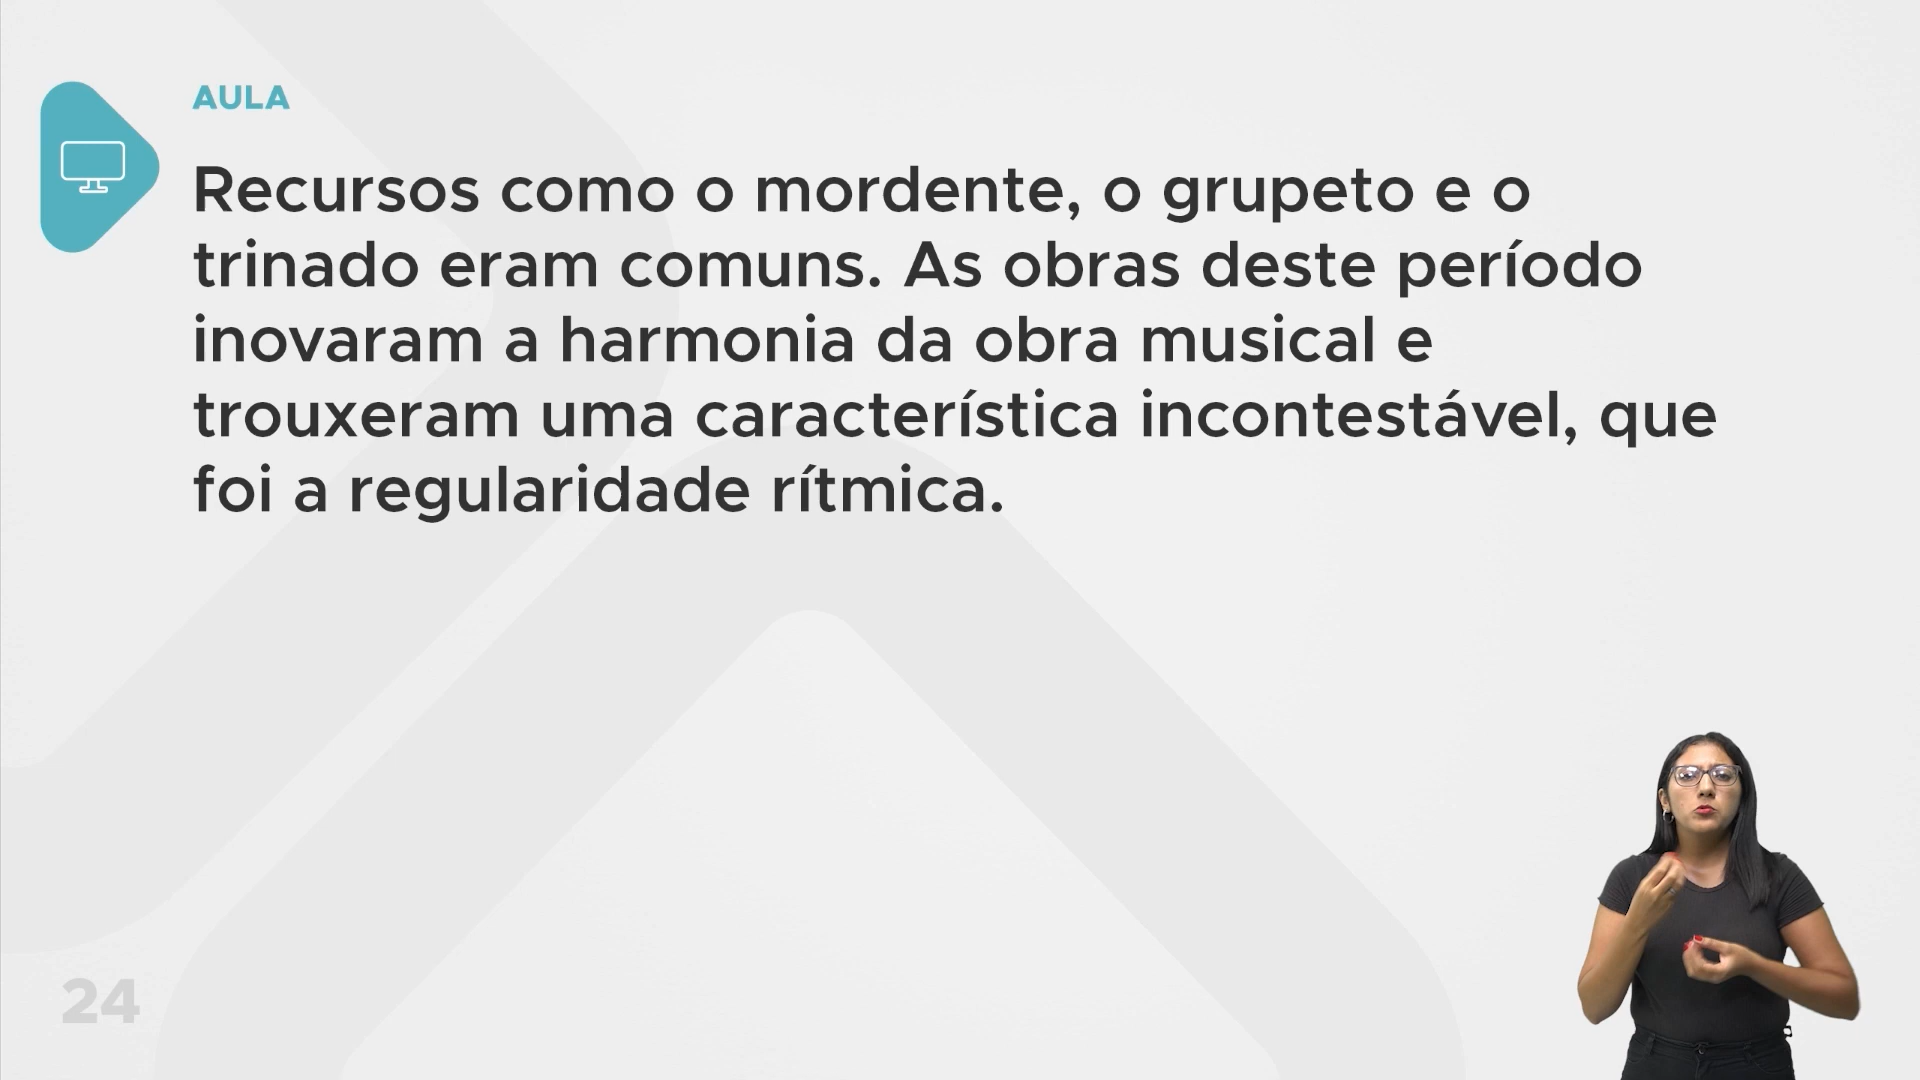 AULA
Recursos como o mordente, o grupeto e o
trinado eram comuns. As obras deste período
inovaram a harmonia da obra musical e
trouxeram uma característica incontestável, que
foi a regularidade rítmica.
24